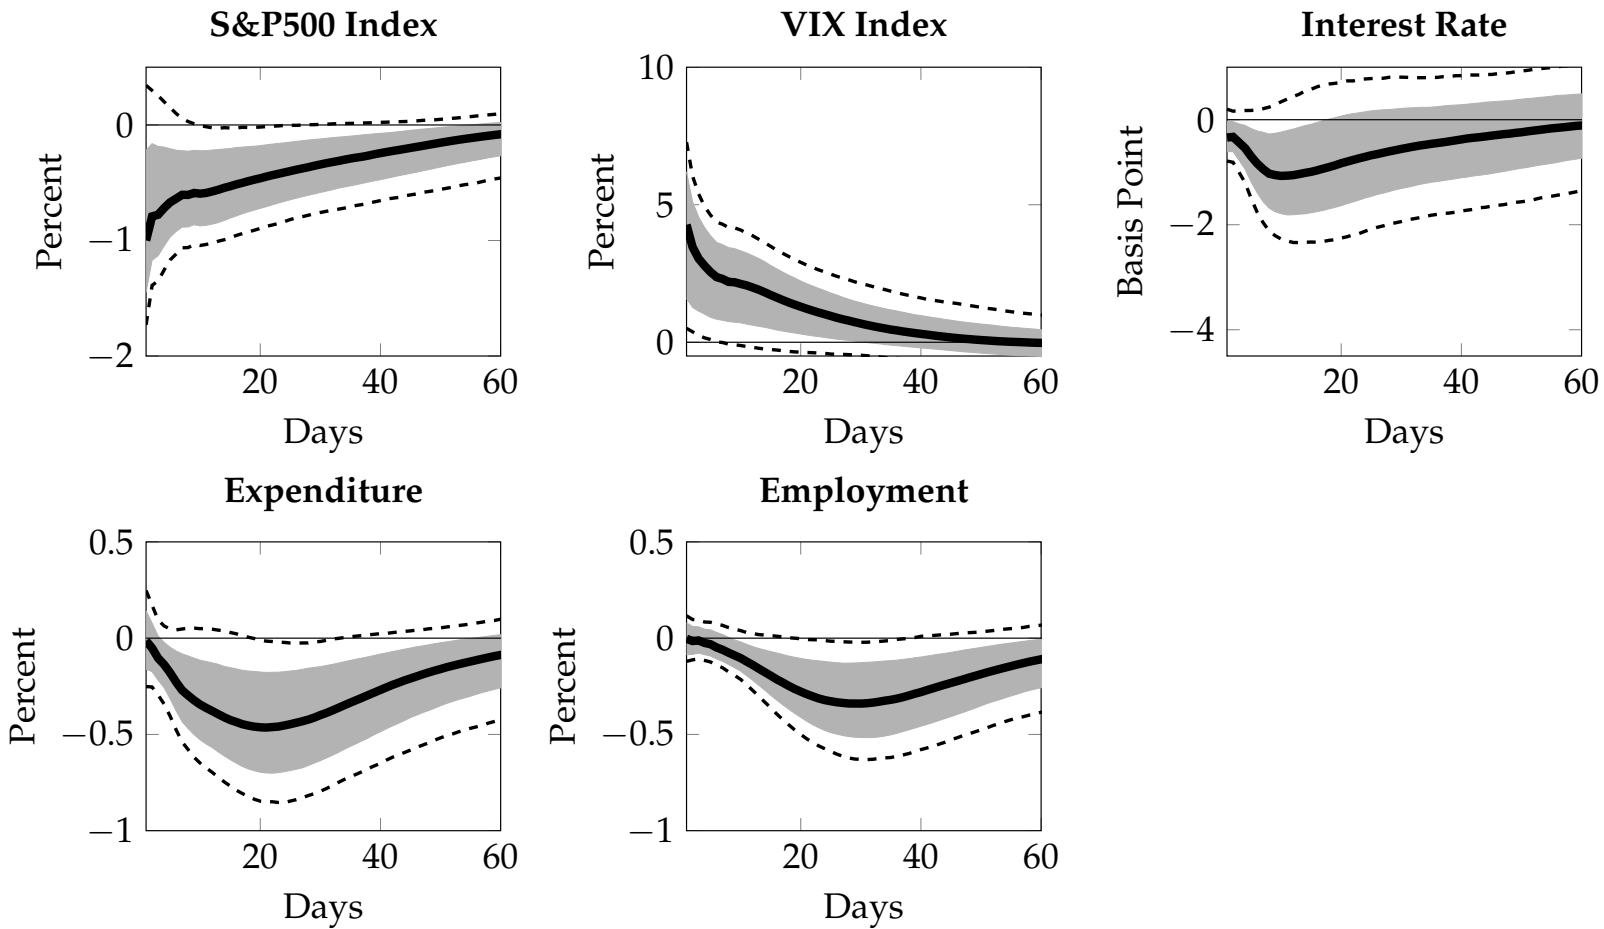 S&P500 Index
VIX Index
Interest Rate
Percent
0
−1
−2
20
40
60
Days
Percent
10
5
0
20
40
60
Days
Basis Point
0
−2
−4
20
40
60
Days
Expenditure
Employment
Percent
0.5
0
−0.5
−1
20
40
60
Days
Percent
0.5
0
−0.5
−1
20
40
60
Days